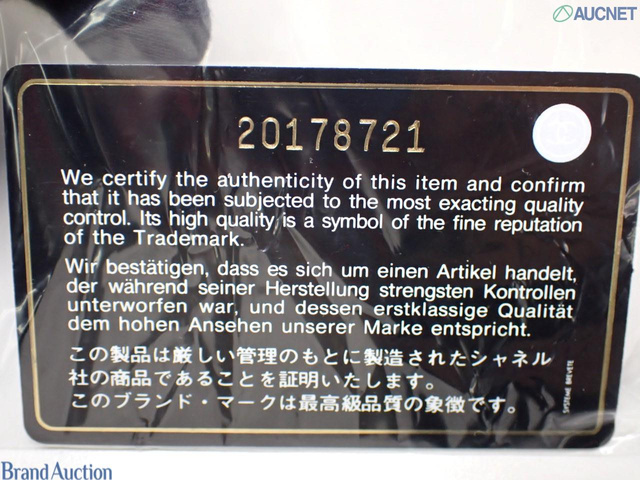 AUCNET
20178721
We certify the authenticity of this item and confirm
that it has been subjected to the most exacting quality
control. Its high quality is a symbol of the fine reputation
of the Trademark.
Wir bestätigen, dass es sich um einen Artikel handelt,
der während seiner Herstellung strengsten Kontrollen
unterworfen war, und dessen erstklassige Qualität
dem hohen Ansehen unserer Marke entspricht.
この製品は厳しい管理のもとに製造されたシャネル
社の商品であることを証明いたします。
このブランド・マークは最高級品質の象徴です。
SYSTEME BREVETE
Brand Auction